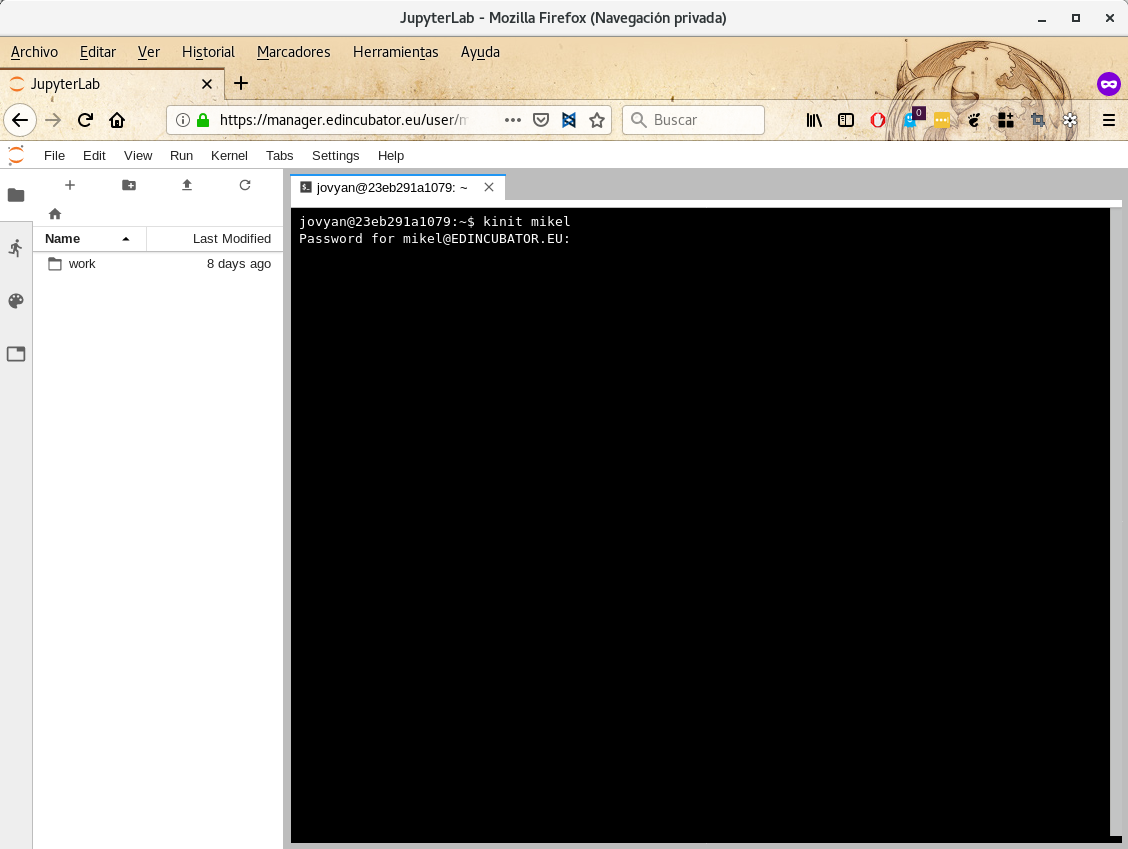 JupyterLab - Mozilla Firefox (Navegación privada)
Archivo Editar Ver Historial Marcadores Herramientas Ayuda
JupyterLab
https://manager.edincubator.eu/user/m
Buscar
0
File Edit View Run Kernel Tabs Settings Help
jovyan@23eb291a1079: ~
Name Last Modified
work 8 days ago
jovyan@23eb291a1079:~$ kinit mikel
Password for mikel@EDINCUBATOR.EU: